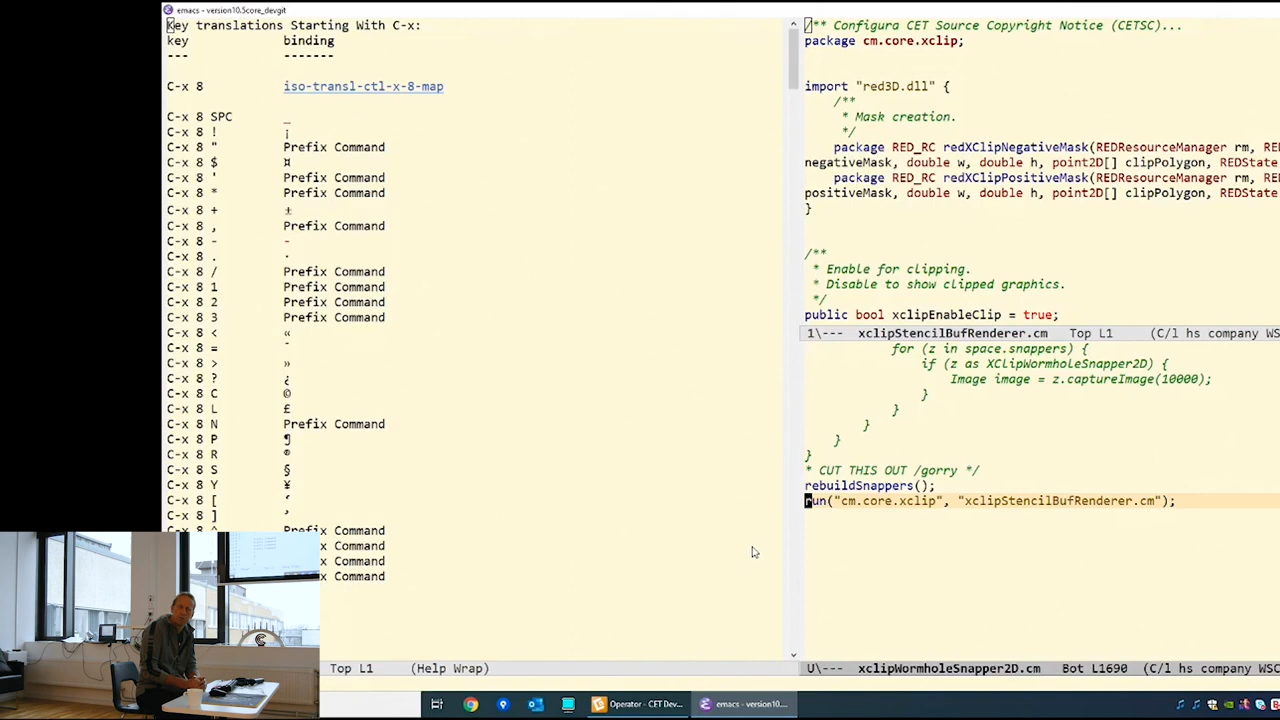 emacs - version10.5core_devgit
Key translations Starting With C-x:
key binding
--- -------
C-x 8 iso-transl-ctl-x-8-map
C-x 8 SPC _
C-x 8 ! ¡
C-x 8 " Prefix Command
C-x 8 $ ¤
C-x 8 ' Prefix Command
C-x 8 * Prefix Command
C-x 8 + ±
C-x 8 , Prefix Command
C-x 8 - -
C-x 8 . ·
C-x 8 / Prefix Command
C-x 8 1 Prefix Command
C-x 8 2 Prefix Command
C-x 8 3 Prefix Command
C-x 8 < «
C-x 8 = ¯
C-x 8 > »
C-x 8 ? ¿
C-x 8 C ©
C-x 8 L £
C-x 8 N Prefix Command
C-x 8 P ¶
C-x 8 R ®
C-x 8 S §
C-x 8 Y ¥
C-x 8 [ ‘
C-x 8 ] ’
C-x 8 ^ Prefix Command
Prefix Command
x Command
x Command
Top L1 (Help Wrap)
/** Configura CET Source Copyright Notice (CETSC)...
package cm.core.xclip;
import "red3D.dll" {
/**
* Mask creation.
*/
package RED_RC redXClipNegativeMask(REDResourceManager rm, RE
negativeMask, double w, double h, point2D[] clipPolygon, REDState
package RED_RC redXClipPositiveMask(REDResourceManager rm, RE
positiveMask, double w, double h, point2D[] clipPolygon, REDState
}
/**
* Enable for clipping.
* Disable to show clipped graphics.
*/
public bool xclipEnableClip = true;
1\--- xclipStencilBufRenderer.cm Top L1 (C/l hs company WS
for (z in space.snappers) {
if (z as XClipWormholeSnapper2D) {
Image image = z.captureImage(10000);
}
}
}
}
}
* CUT THIS OUT /gorry */
rebuildSnappers();
run("cm.core.xclip", "xclipStencilBufRenderer.cm");
U\--- xclipWormholeSnapper2D.cm Bot L1690 (C/l hs company WSC
Operator - CET Dev...
emacs - version10....